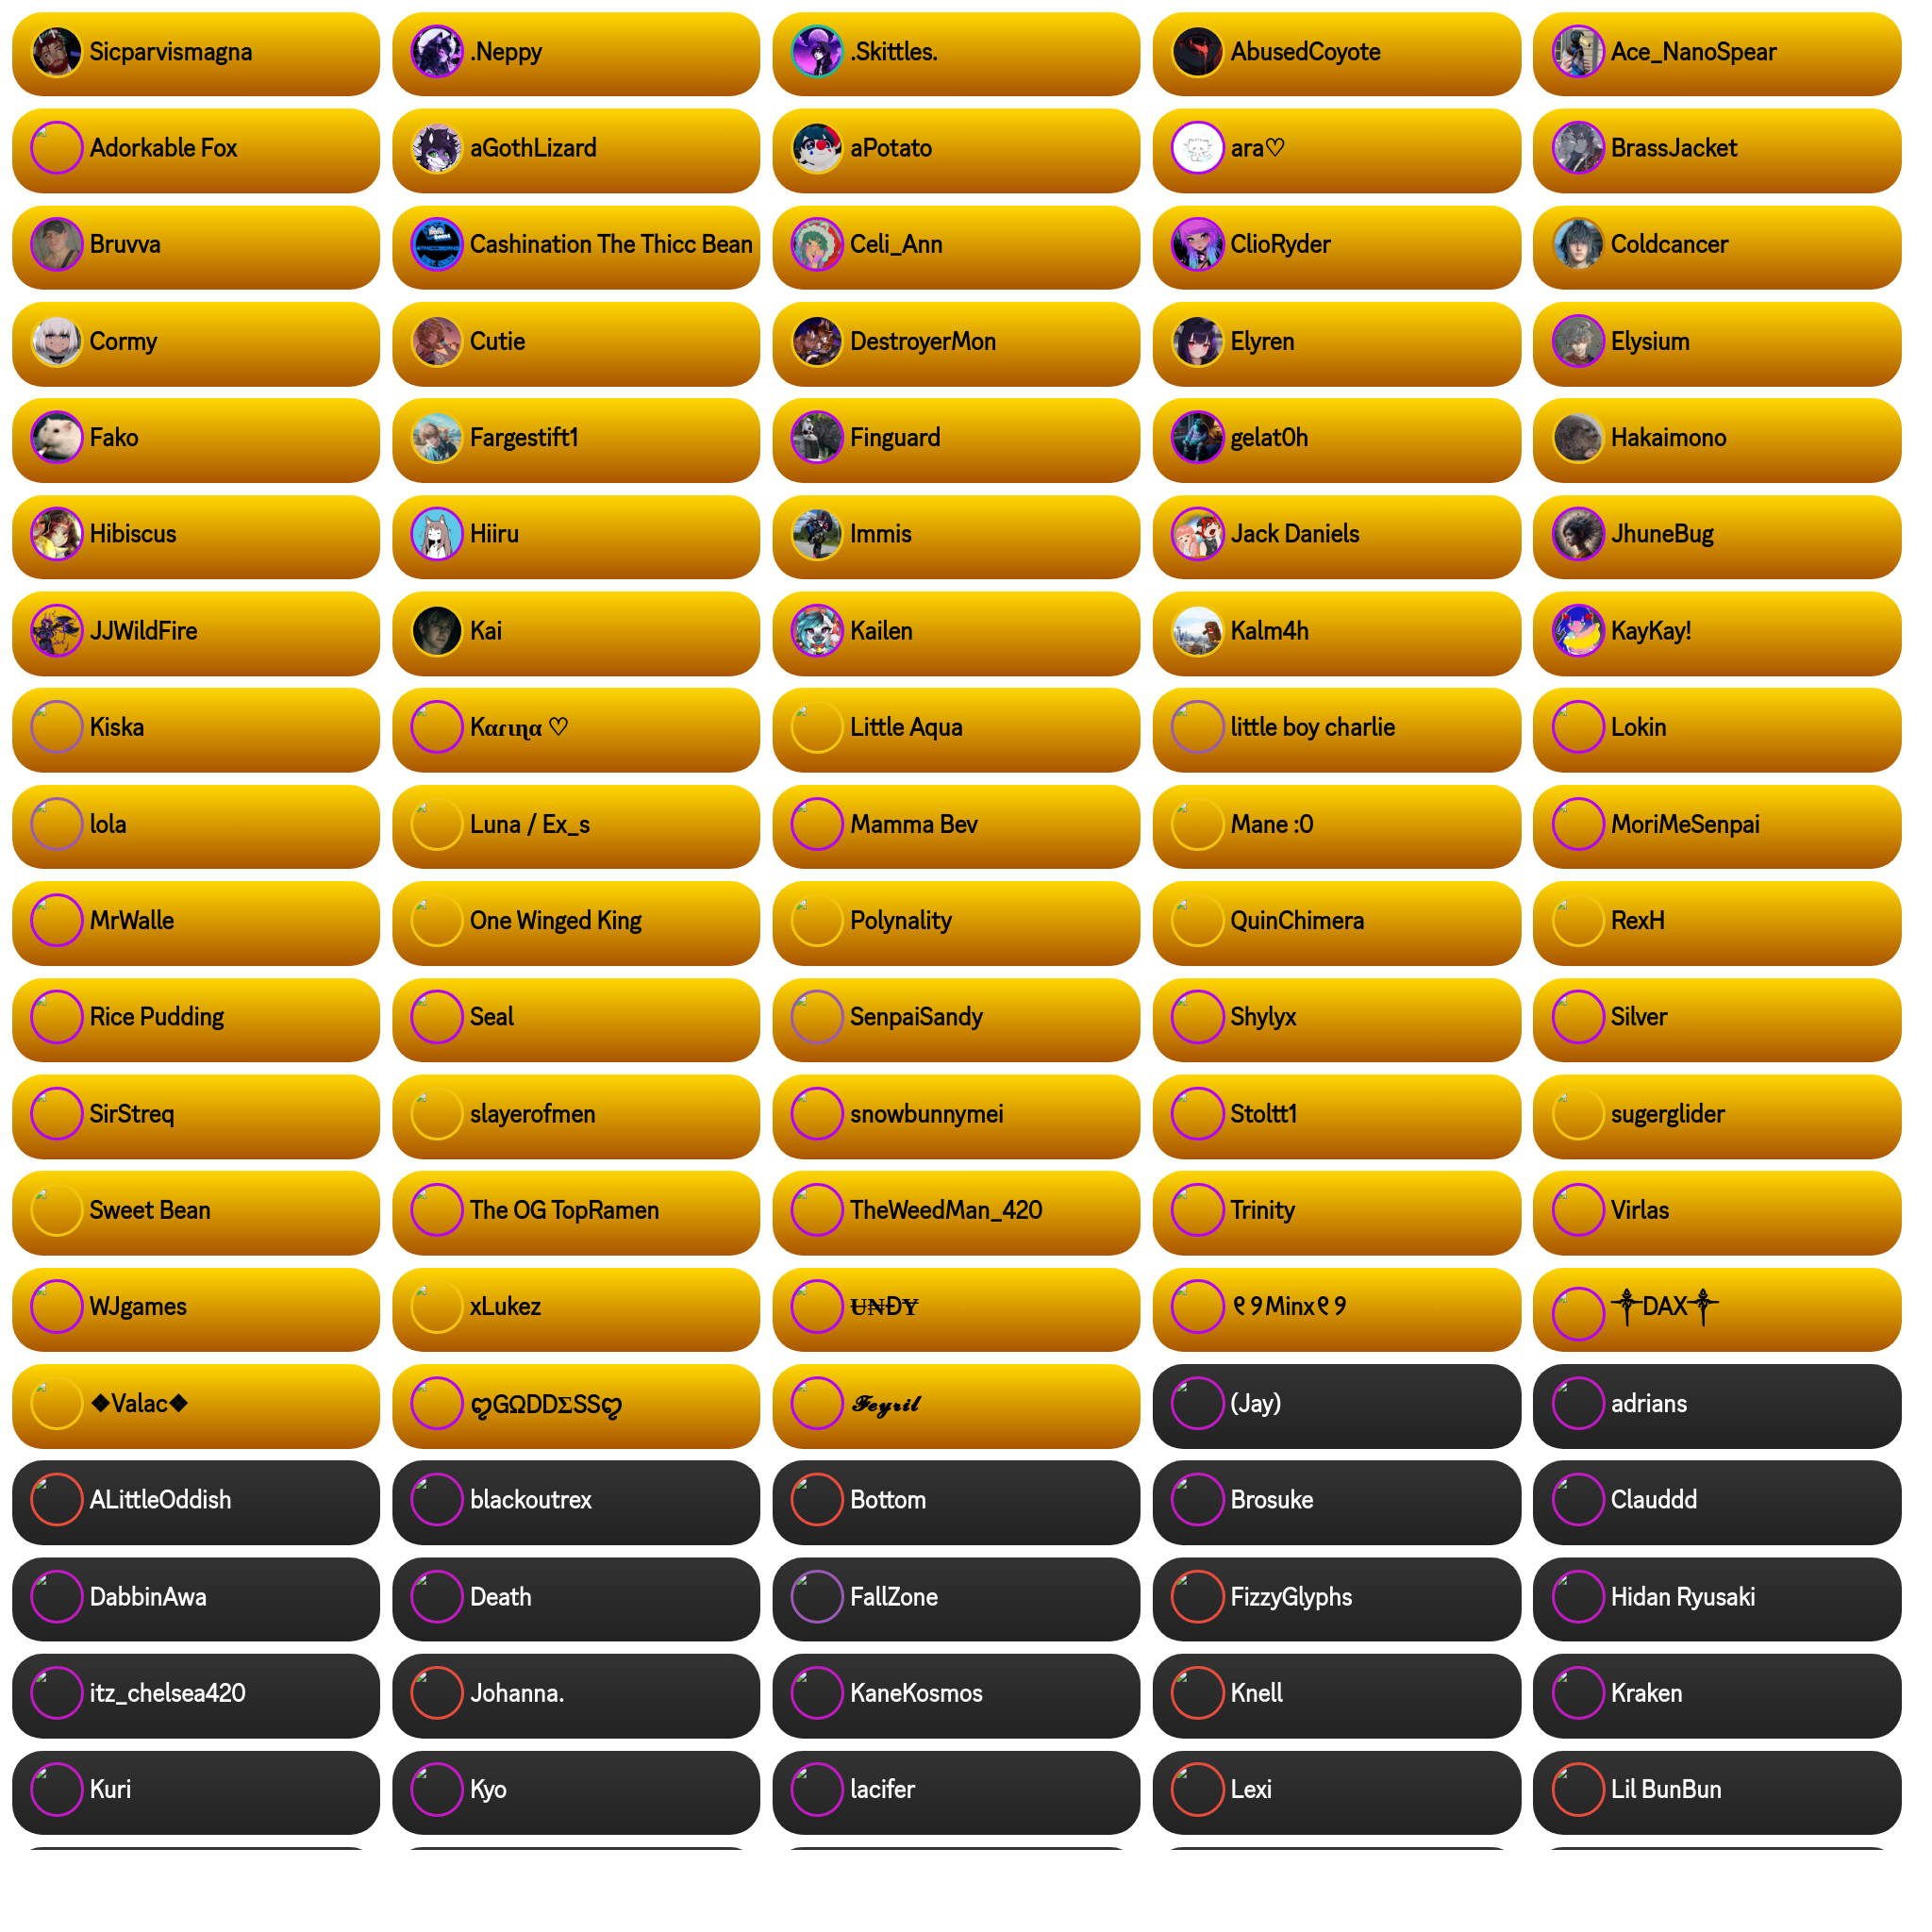 Sicparvismagna
.Neppy
.Skittles.
AbusedCoyote
Ace_NanoSpear
Adorkable Fox
aGothLizard
aPotato
ara♡
BrassJacket
Bruvva
Cashination The Thicc Bean
Celi_Ann
ClioRyder
Coldcancer
Cormy
Cutie
DestroyerMon
Elyren
Elysium
Fako
Fargestift1
Finguard
gelat0h
Hakaimono
Hibiscus
Hiiru
Immis
Jack Daniels
JhuneBug
JJWildFire
Kai
Kailen
Kalm4h
KayKay!
Kiska
Kαɾιɳα ♡
Little Aqua
little boy charlie
Lokin
lola
Luna / Ex_s
Mamma Bev
Mane :0
MoriMeSenpai
MrWalle
One Winged King
Polynality
QuinChimera
RexH
Rice Pudding
Seal
SenpaiSandy
Shylyx
Silver
SirStreq
slayerofmen
snowbunnymei
Stoltt1
sugerglider
Sweet Bean
The OG TopRamen
TheWeedMan_420
Trinity
Virlas
WJgames
xLukez
Ʉ₦ĐɎ
୧୨Minx୧୨
༒DAX༒
❖Valac❖
ღGΩDDΣSSღ
𝓕𝓮𝔂𝓻𝓲𝓵
(Jay)
adrians
ALittleOddish
blackoutrex
Bottom
Brosuke
Clauddd
DabbinAwa
Death
FallZone
FizzyGlyphs
Hidan Ryusaki
itz_chelsea420
Johanna.
KaneKosmos
Knell
Kraken
Kuri
Kyo
lacifer
Lexi
Lil BunBun